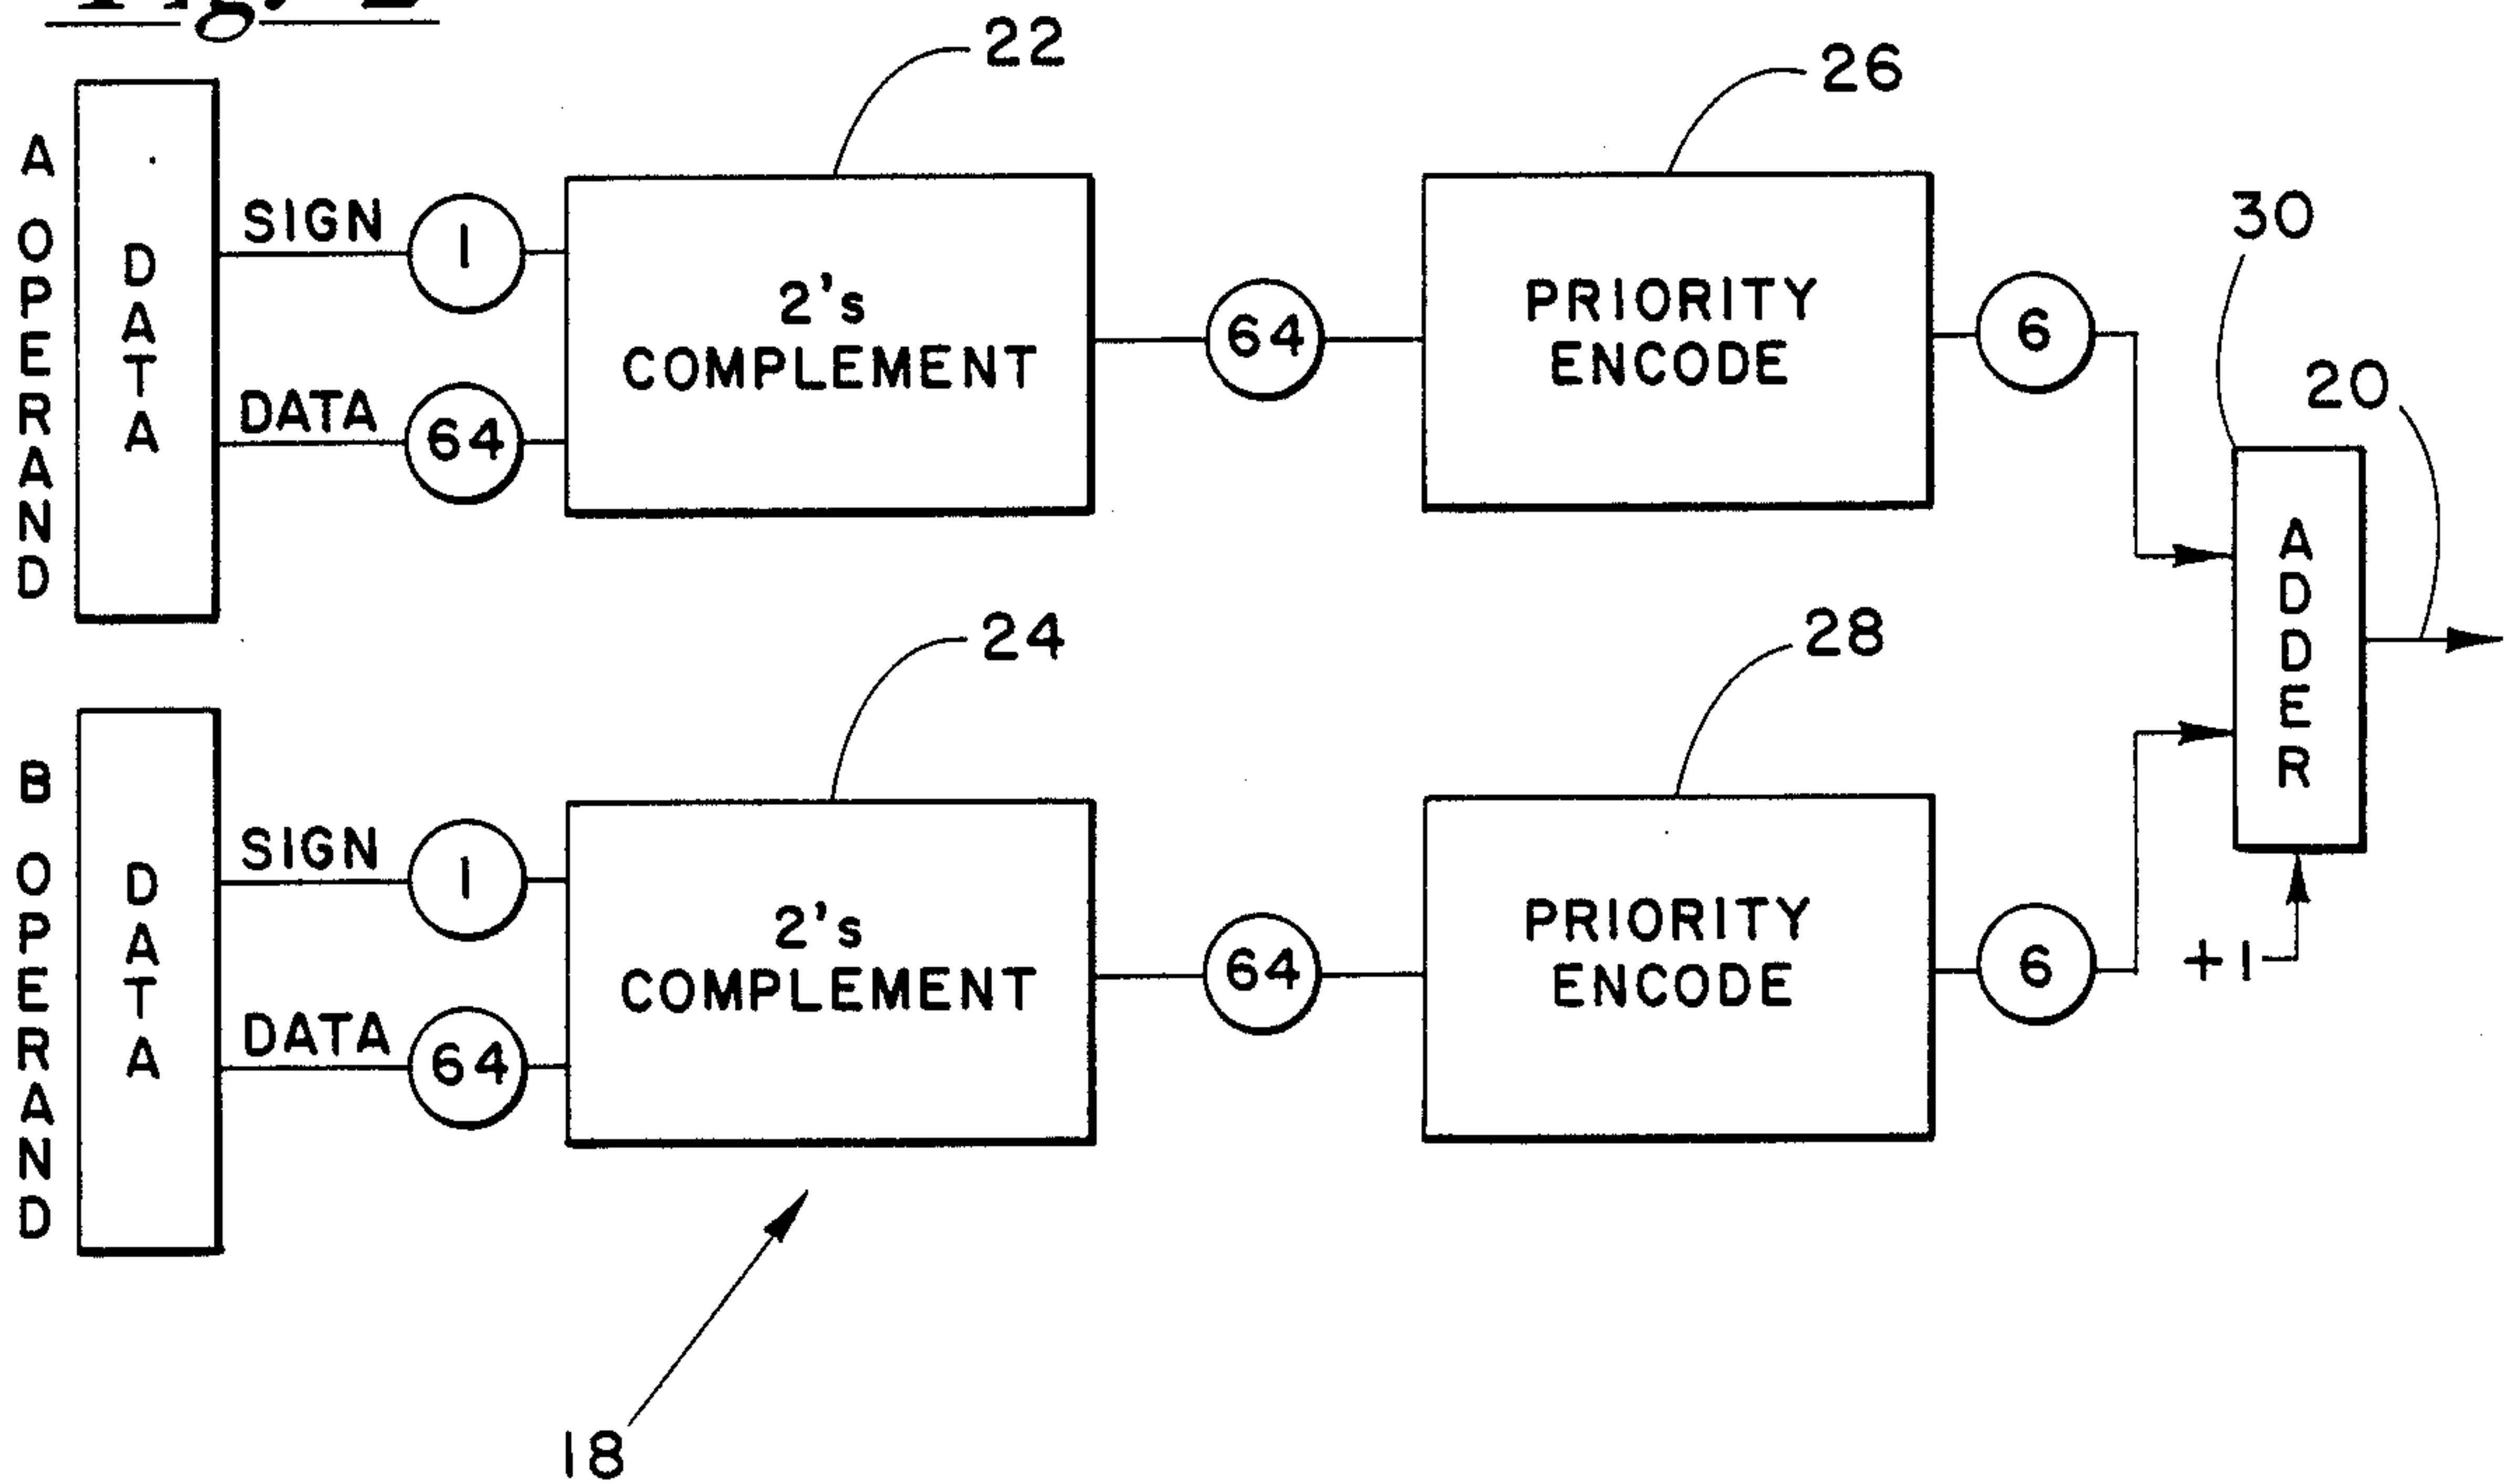 22
26
A OPERAND
DATA
SIGN
1
DATA
64
2's
COMPLEMENT
64
PRIORITY
ENCODE
6
30
20
ADDER
+1
24
28
B OPERAND
DATA
SIGN
1
DATA
64
2's
COMPLEMENT
64
PRIORITY
ENCODE
6
18